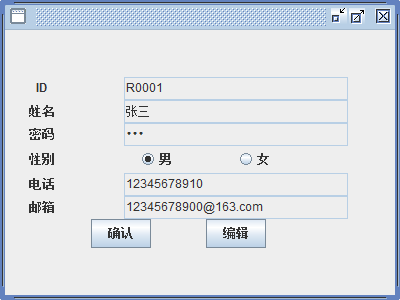 ID R0001
姓名 张三
密码 •••
性别 男 女
电话 12345678910
邮箱 12345678900@163.com
确认 编辑